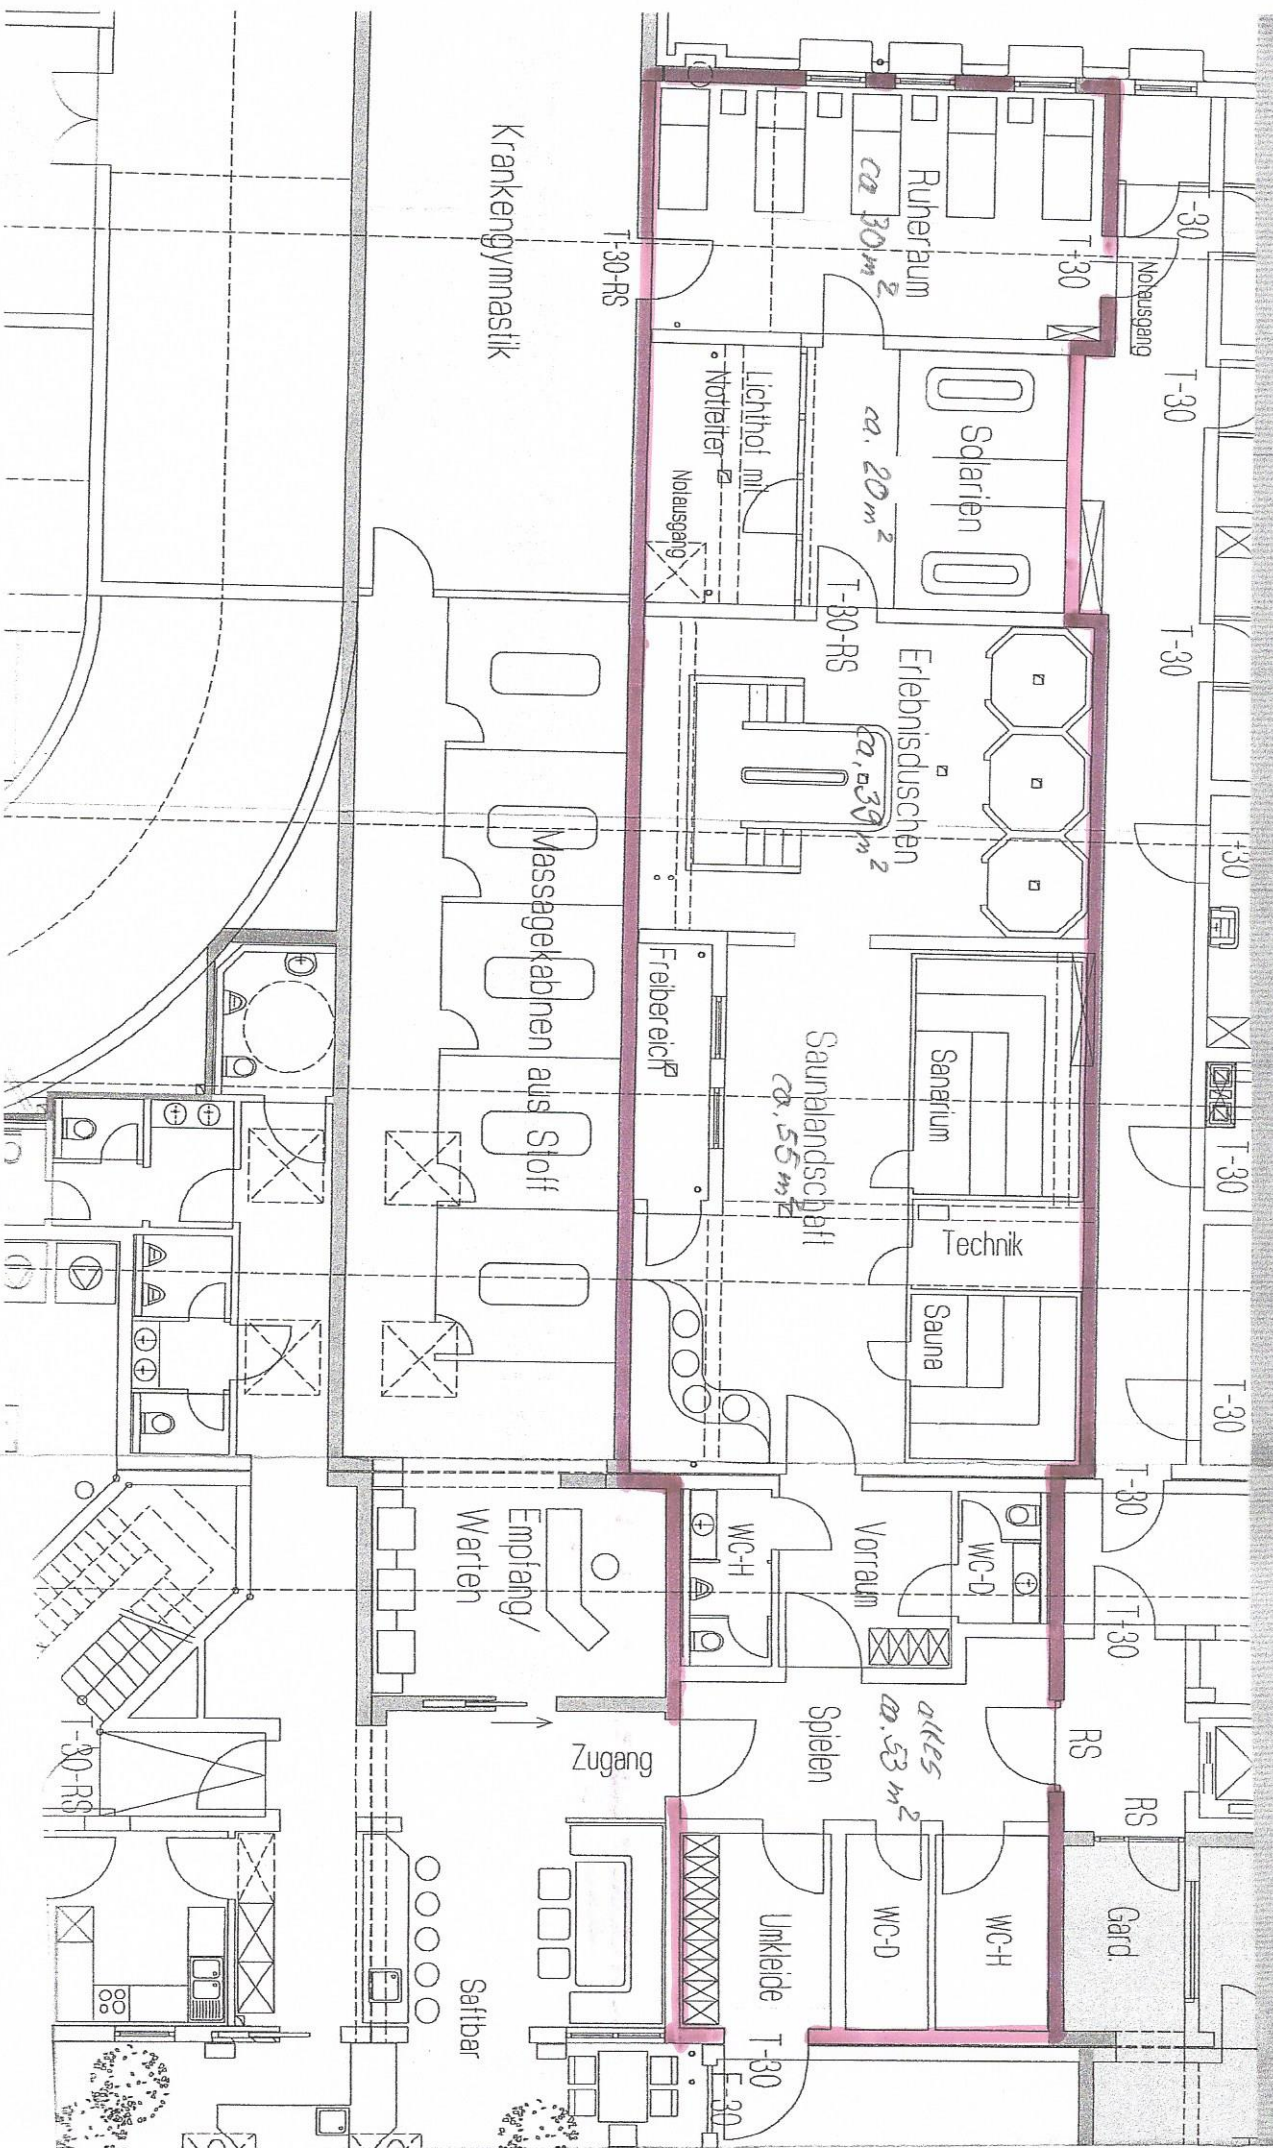 Krankengymnastik
T-30-RS
Ruheraum
ca 30 m²
T-30
Notausgang
-30
T-30
Lichthof mit
Notleiter
Notausgang
Solarien
ca. 20 m²
T-30-RS
Erlebnisduschen
ca. 39 m²
T-30
T-30
Massagekabinen aus Stoff
Freibereich
Saunalandschaft
ca. 55 m²
Sanarium
Technik
Sauna
T-30
T-30
T-30
T-30
Empfang/
Warten
WC-H
Vorraum
WC-D
Zugang
Spielen
alles
ca. 53 m²
RS
RS
T-30-RS
Saftbar
Umkleide
WC-D
WC-H
Gard.
T-30
F-30